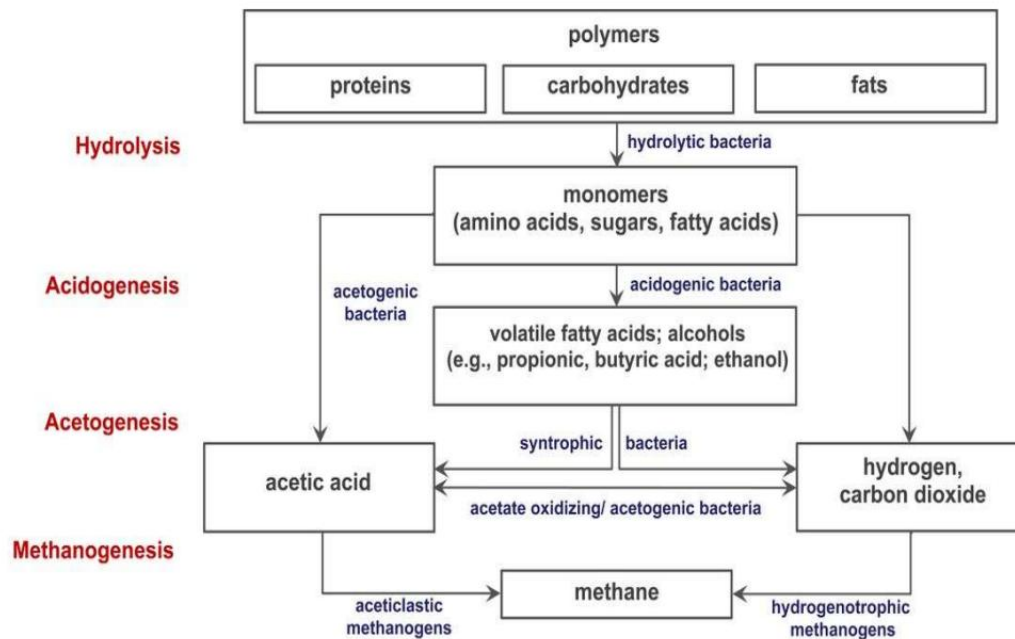 polymers
proteins
carbohydrates
fats
Hydrolysis
hydrolytic bacteria
monomers
(amino acids, sugars, fatty acids)
Acidogenesis
acetogenic
bacteria
acidogenic bacteria
volatile fatty acids; alcohols
(e.g., propionic, butyric acid; ethanol)
Acetogenesis
syntrophic
bacteria
acetic acid
hydrogen,
carbon dioxide
acetate oxidizing/ acetogenic bacteria
Methanogenesis
methane
aceticlastic
methanogens
hydrogenotrophic
methanogens